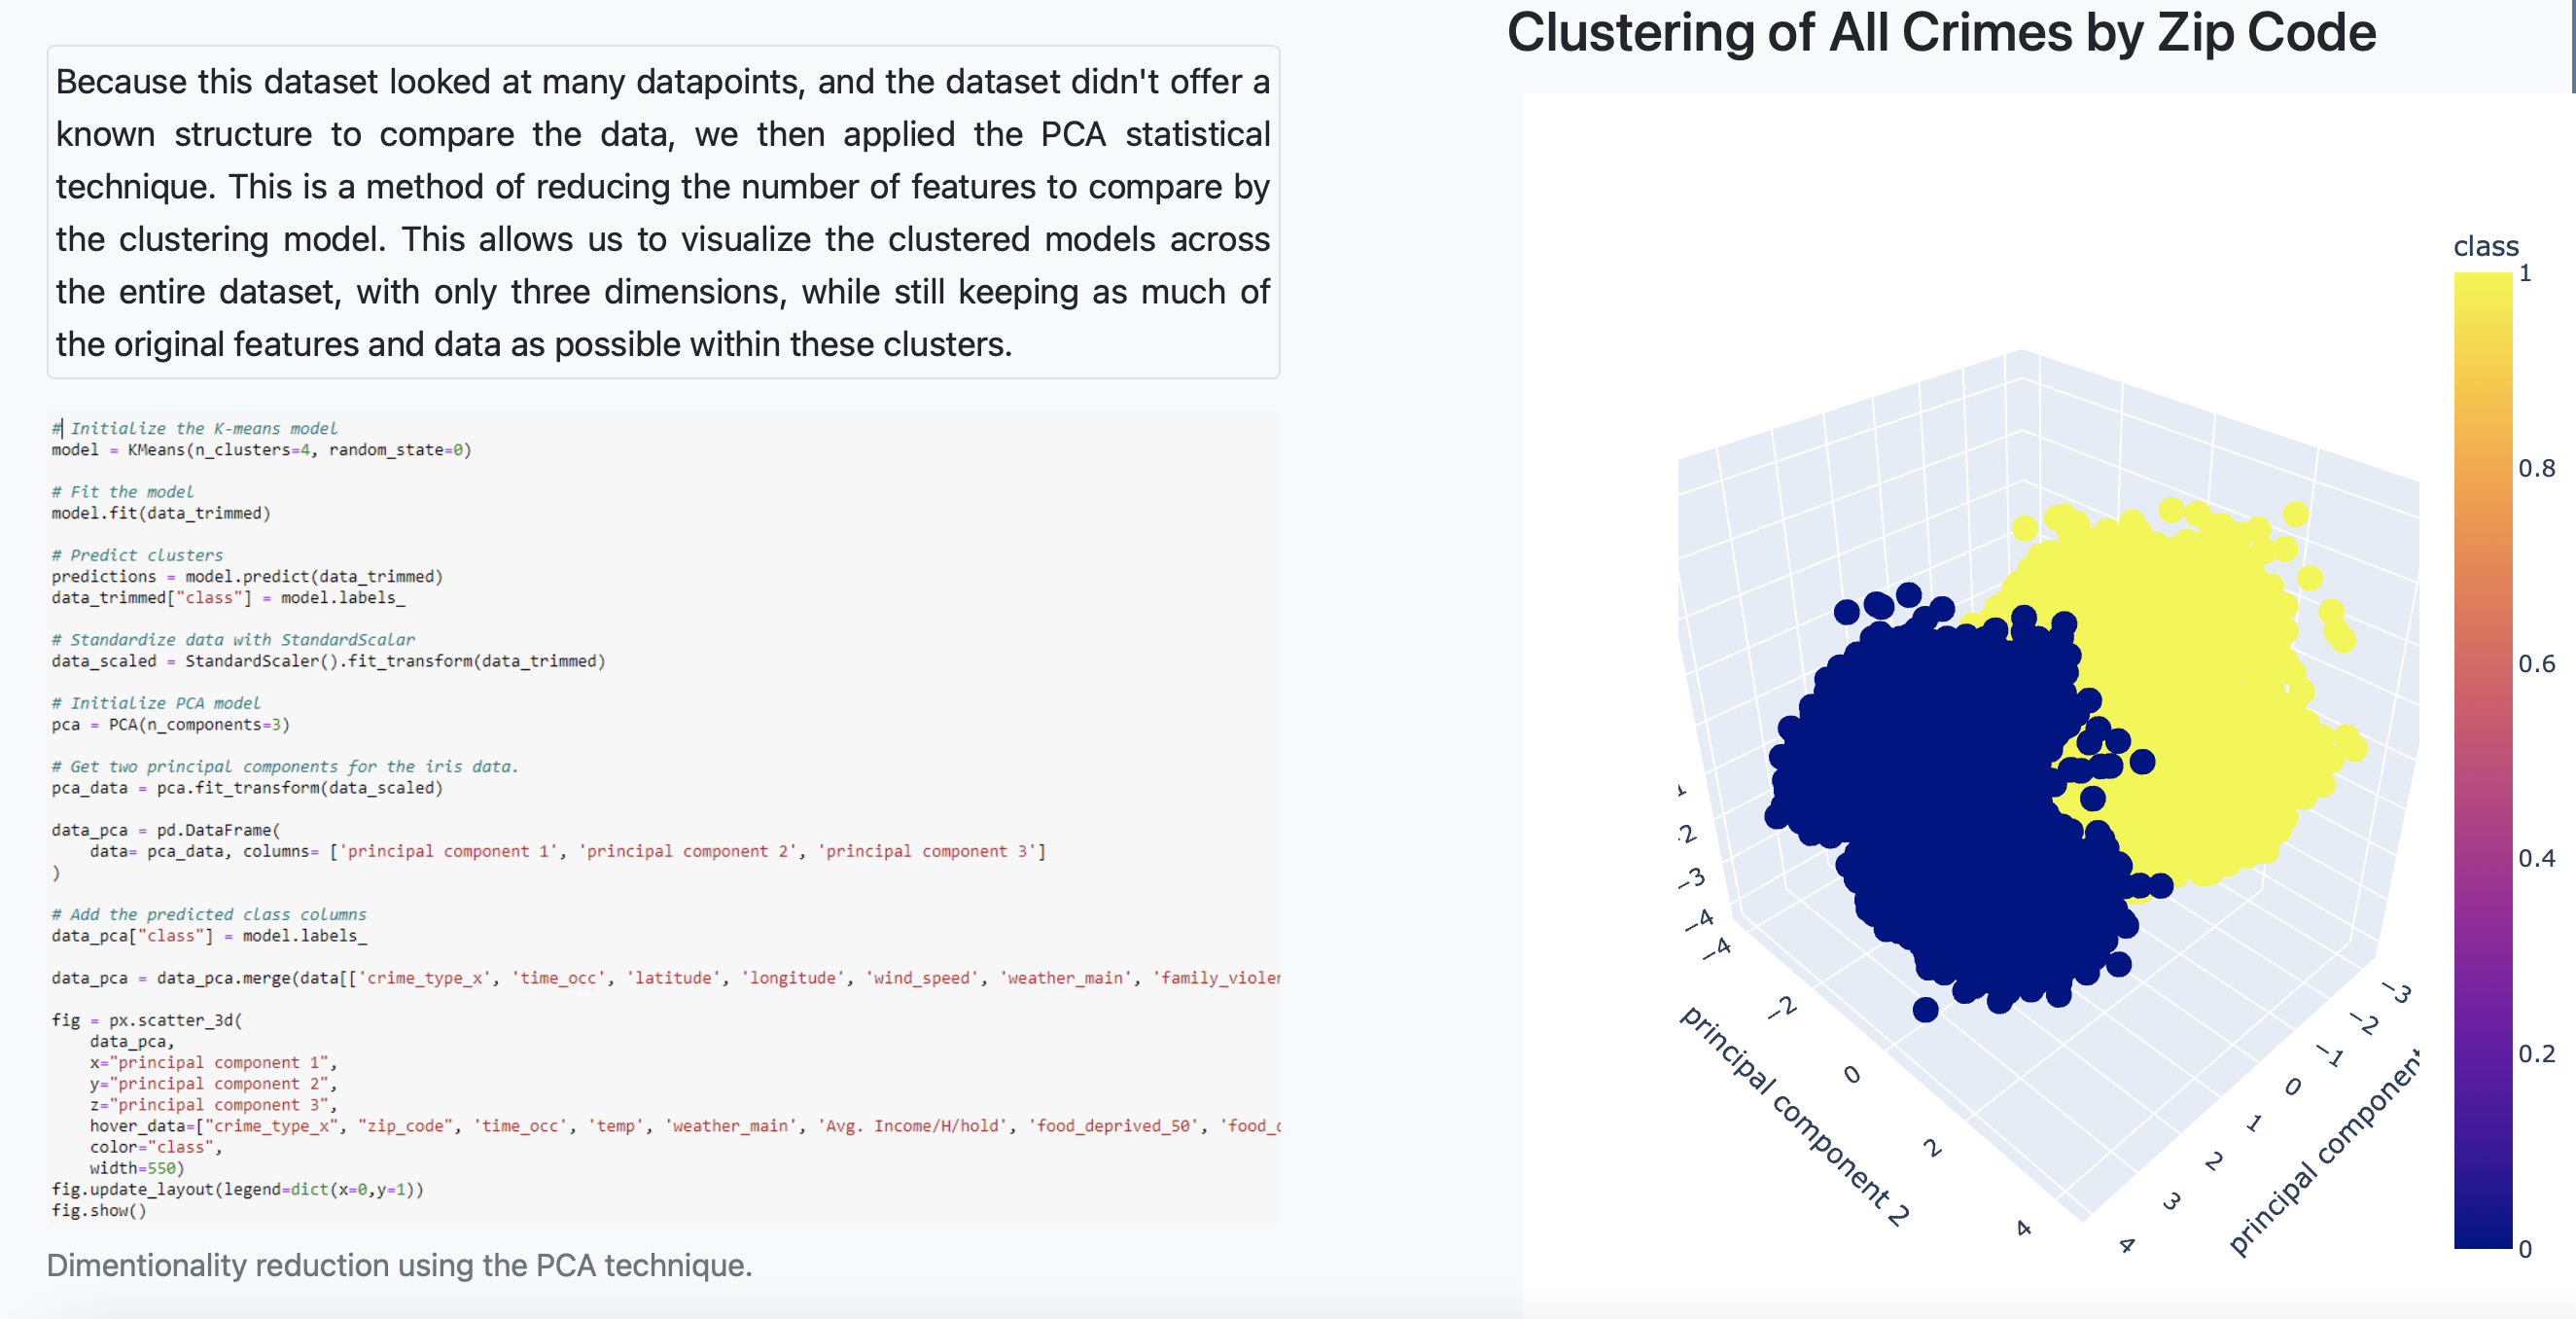 Because this dataset looked at many datapoints, and the dataset didn't offer a
known structure to compare the data, we then applied the PCA statistical
technique. This is a method of reducing the number of features to compare by
the clustering model. This allows us to visualize the clustered models across
the entire dataset, with only three dimensions, while still keeping as much of
the original features and data as possible within these clusters.
# Initialize the K-means model
model = KMeans(n_clusters=4, random_state=0)
# Fit the model
model.fit(data_trimmed)
# Predict clusters
predictions = model.predict(data_trimmed)
data_trimmed["class"] = model.labels_
# Standardize data with StandardScalar
data_scaled = StandardScaler().fit_transform(data_trimmed)
# Initialize PCA model
pca = PCA(n_components=3)
# Get two principal components for the iris data.
pca_data = pca.fit_transform(data_scaled)
data_pca = pd.DataFrame(
data= pca_data, columns= ['principal component 1', 'principal component 2', 'principal component 3']
)
# Add the predicted class columns
data_pca["class"] = model.labels_
data_pca = data_pca.merge(data[['crime_type_x', 'time_occ', 'latitude', 'longitude', 'wind_speed', 'weather_main', 'family_violer
fig = px.scatter_3d(
data_pca,
x="principal component 1",
y="principal component 2",
z="principal component 3",
hover_data=["crime_type_x", "zip_code", 'time_occ', 'temp', 'weather_main', 'Avg. Income/H/hold', 'food_deprived_50', 'food_c
color="class",
width=550)
fig.update_layout(legend=dict(x=0,y=1))
fig.show()
Dimentionality reduction using the PCA technique.
Clustering of All Crimes by Zip Code
class
1
0.8
0.6
0.4
0.2
0
2
−3
−4
−4
−2
0
2
4
principal component 2
−3
−2
−1
0
1
2
3
4
principal component